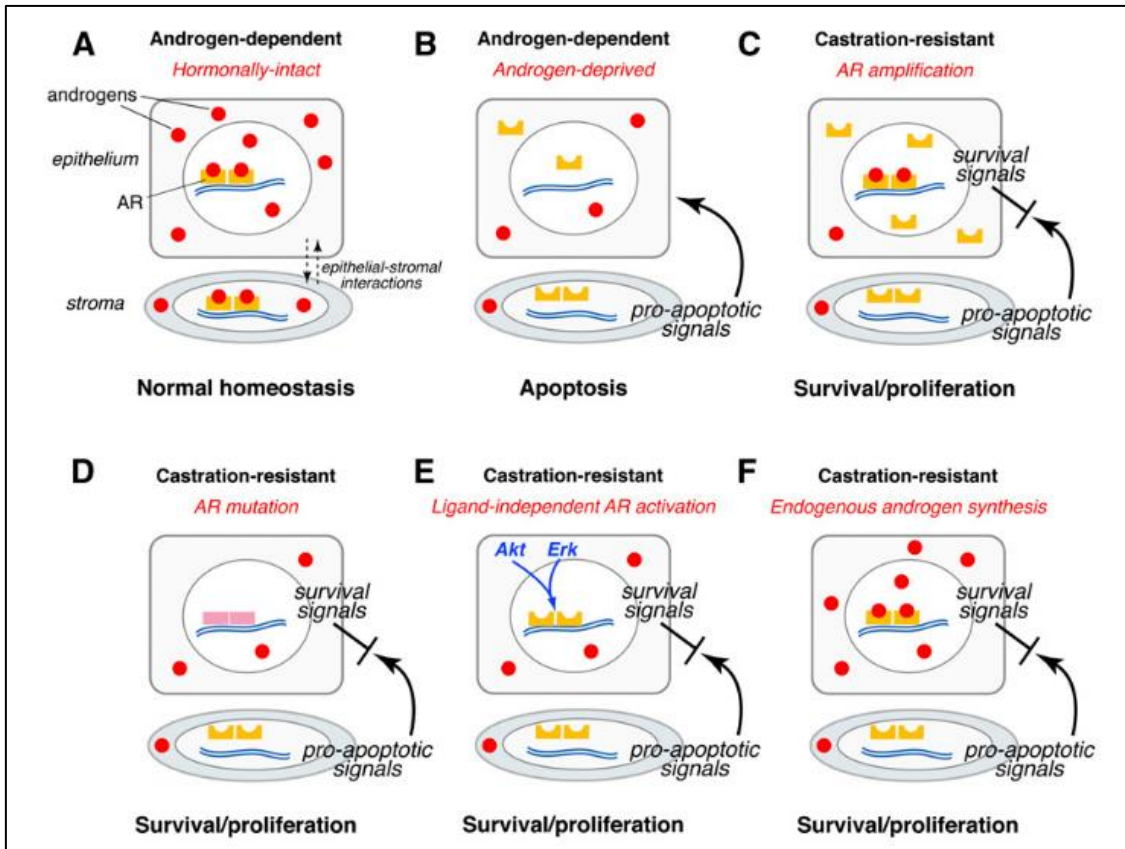 A
Androgen-dependent
Hormonally-intact
androgens
epithelium
AR
epithelial-stromal
interactions
stroma
Normal homeostasis
B
Androgen-dependent
Androgen-deprived
pro-apoptotic
signals
Apoptosis
C
Castration-resistant
AR amplification
survival
signals
pro-apoptotic
signals
Survival/proliferation
D
Castration-resistant
AR mutation
survival
signals
pro-apoptotic
signals
Survival/proliferation
E
Castration-resistant
Ligand-independent AR activation
Akt Erk
survival
signals
pro-apoptotic
signals
Survival/proliferation
F
Castration-resistant
Endogenous androgen synthesis
survival
signals
pro-apoptotic
signals
Survival/proliferation